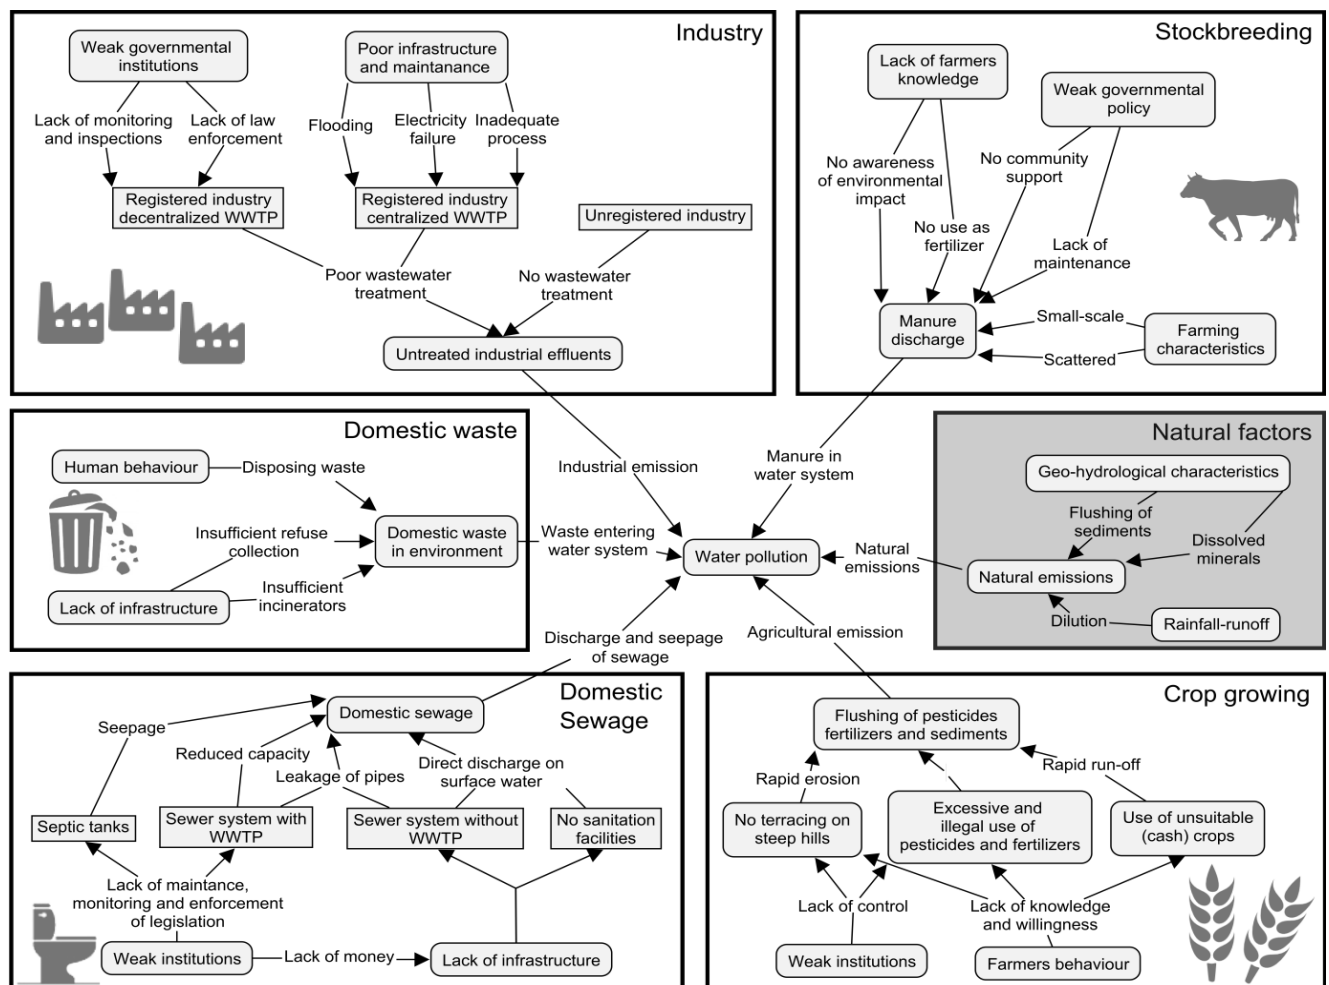 Industry
Weak governmental
institutions
Poor infrastructure
and maintanance
Lack of monitoring
and inspections
Lack of law
enforcement
Flooding
Electricity
failure
Inadequate
process
Registered industry
decentralized WWTP
Registered industry
centralized WWTP
Unregistered industry
Poor wastewater
treatment
No wastewater
treatment
Untreated industrial effluents
Stockbreeding
Lack of farmers
knowledge
Weak governmental
policy
No awareness
of environmental
impact
No community
support
No use as
fertilizer
Lack of
maintenance
Manure
discharge
Small-scale
Scattered
Farming
characteristics
Domestic waste
Human behaviour
Disposing waste
Insufficient refuse
collection
Domestic waste
in environment
Insufficient
incinerators
Lack of infrastructure
Industrial emission
Manure in
water system
Waste entering
water system
Water pollution
Natural
emissions
Discharge and seepage
of sewage
Agricultural emission
Natural factors
Geo-hydrological characteristics
Flushing of
sediments
Dissolved
minerals
Natural emissions
Dilution
Rainfall-runoff
Domestic
Sewage
Domestic sewage
Seepage
Reduced capacity
Leakage of pipes
Direct discharge on
surface water
Septic tanks
Sewer system with
WWTP
Sewer system without
WWTP
No sanitation
facilities
Lack of maintance,
monitoring and enforcement
of legislation
Weak institutions
Lack of money
Lack of infrastructure
Crop growing
Flushing of pesticides
fertilizers and sediments
Rapid erosion
Rapid run-off
No terracing on
steep hills
Excessive and
illegal use of
pesticides and fertilizers
Use of unsuitable
(cash) crops
Lack of control
Lack of knowledge
and willingness
Weak institutions
Farmers behaviour